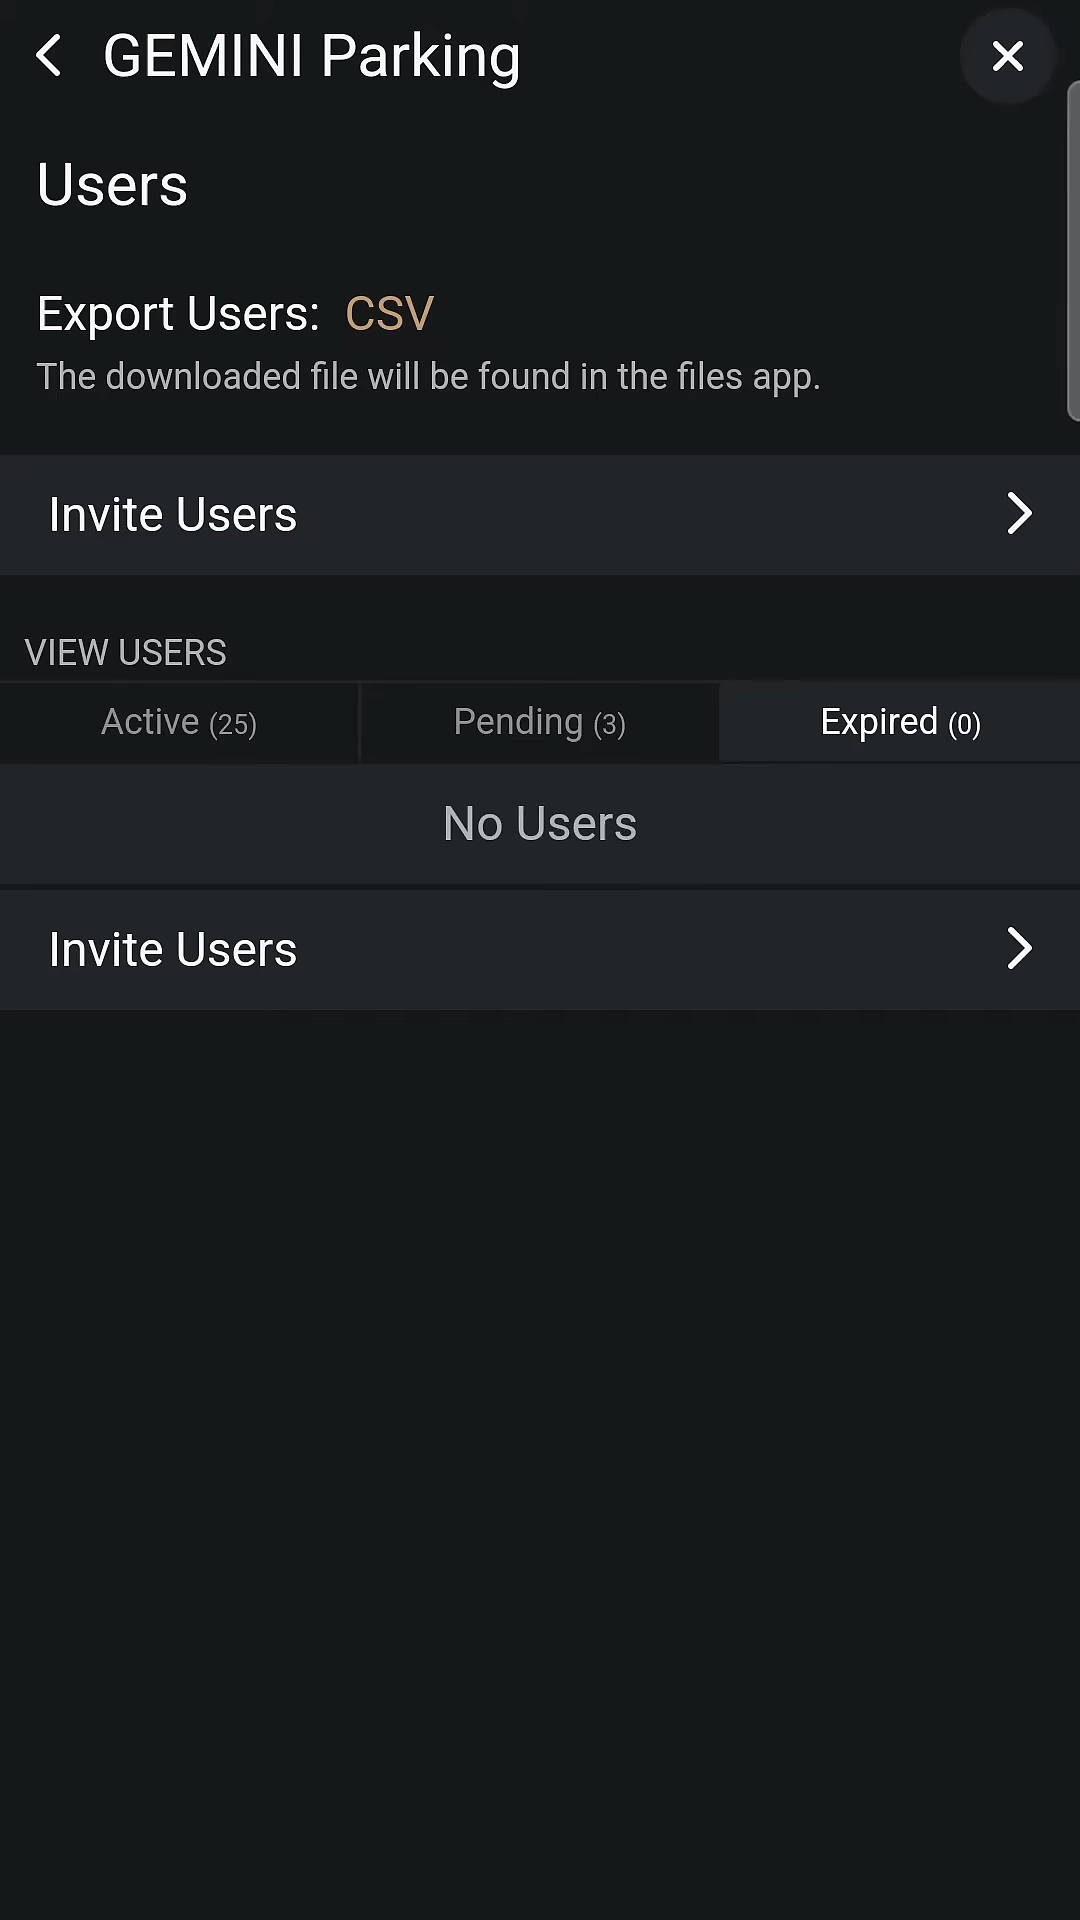 GEMINI Parking
Users
Export Users: CSV
The downloaded file will be found in the files app.
Invite Users
VIEW USERS
Active (25) Pending (3) Expired (0)
No Users
Invite Users